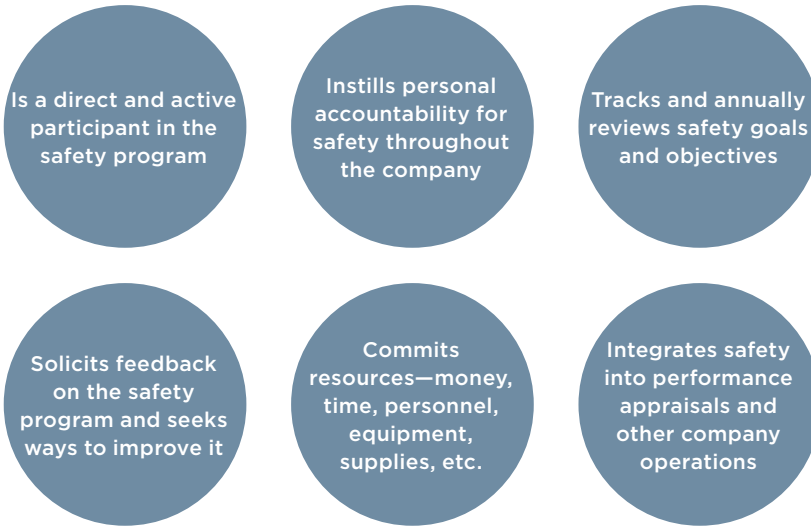 Is a direct and active
participant in the
safety program
Instills personal
accountability for
safety throughout
the company
Tracks and annually
reviews safety goals
and objectives
Solicits feedback
on the safety
program and seeks
ways to improve it
Commits
resources—money,
time, personnel,
equipment,
supplies, etc.
Integrates safety
into performance
appraisals and
other company
operations